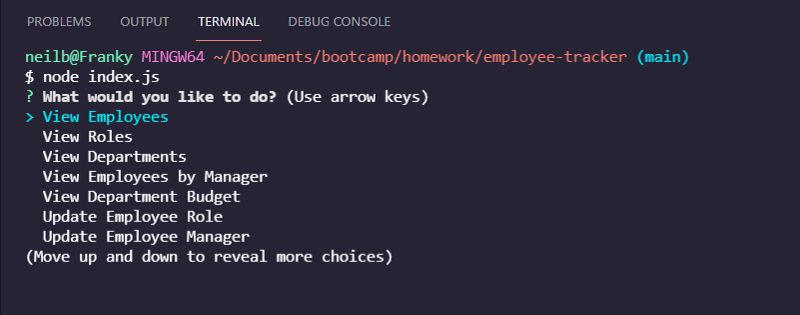 PROBLEMS OUTPUT TERMINAL DEBUG CONSOLE
neilb@Franky MINGW64 ~/Documents/bootcamp/homework/employee-tracker (main)
$ node index.js
? What would you like to do? (Use arrow keys)
> View Employees
View Roles
View Departments
View Employees by Manager
View Department Budget
Update Employee Role
Update Employee Manager
(Move up and down to reveal more choices)